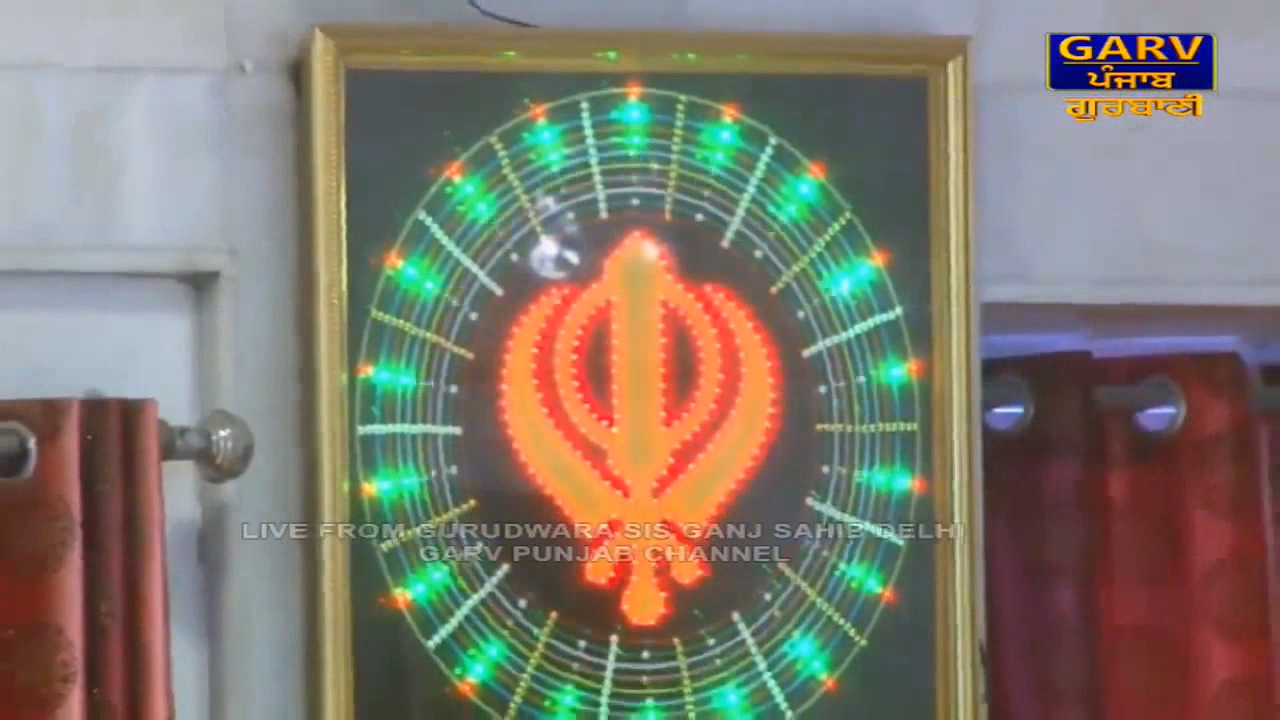 GARV
ਪੰਜਾਬ
ਗੁਰਬਾਣੀ
LIVE FROM GURUDWARA SIS GANJ SAHIB DELHI
GARV PUNJAB CHANNEL